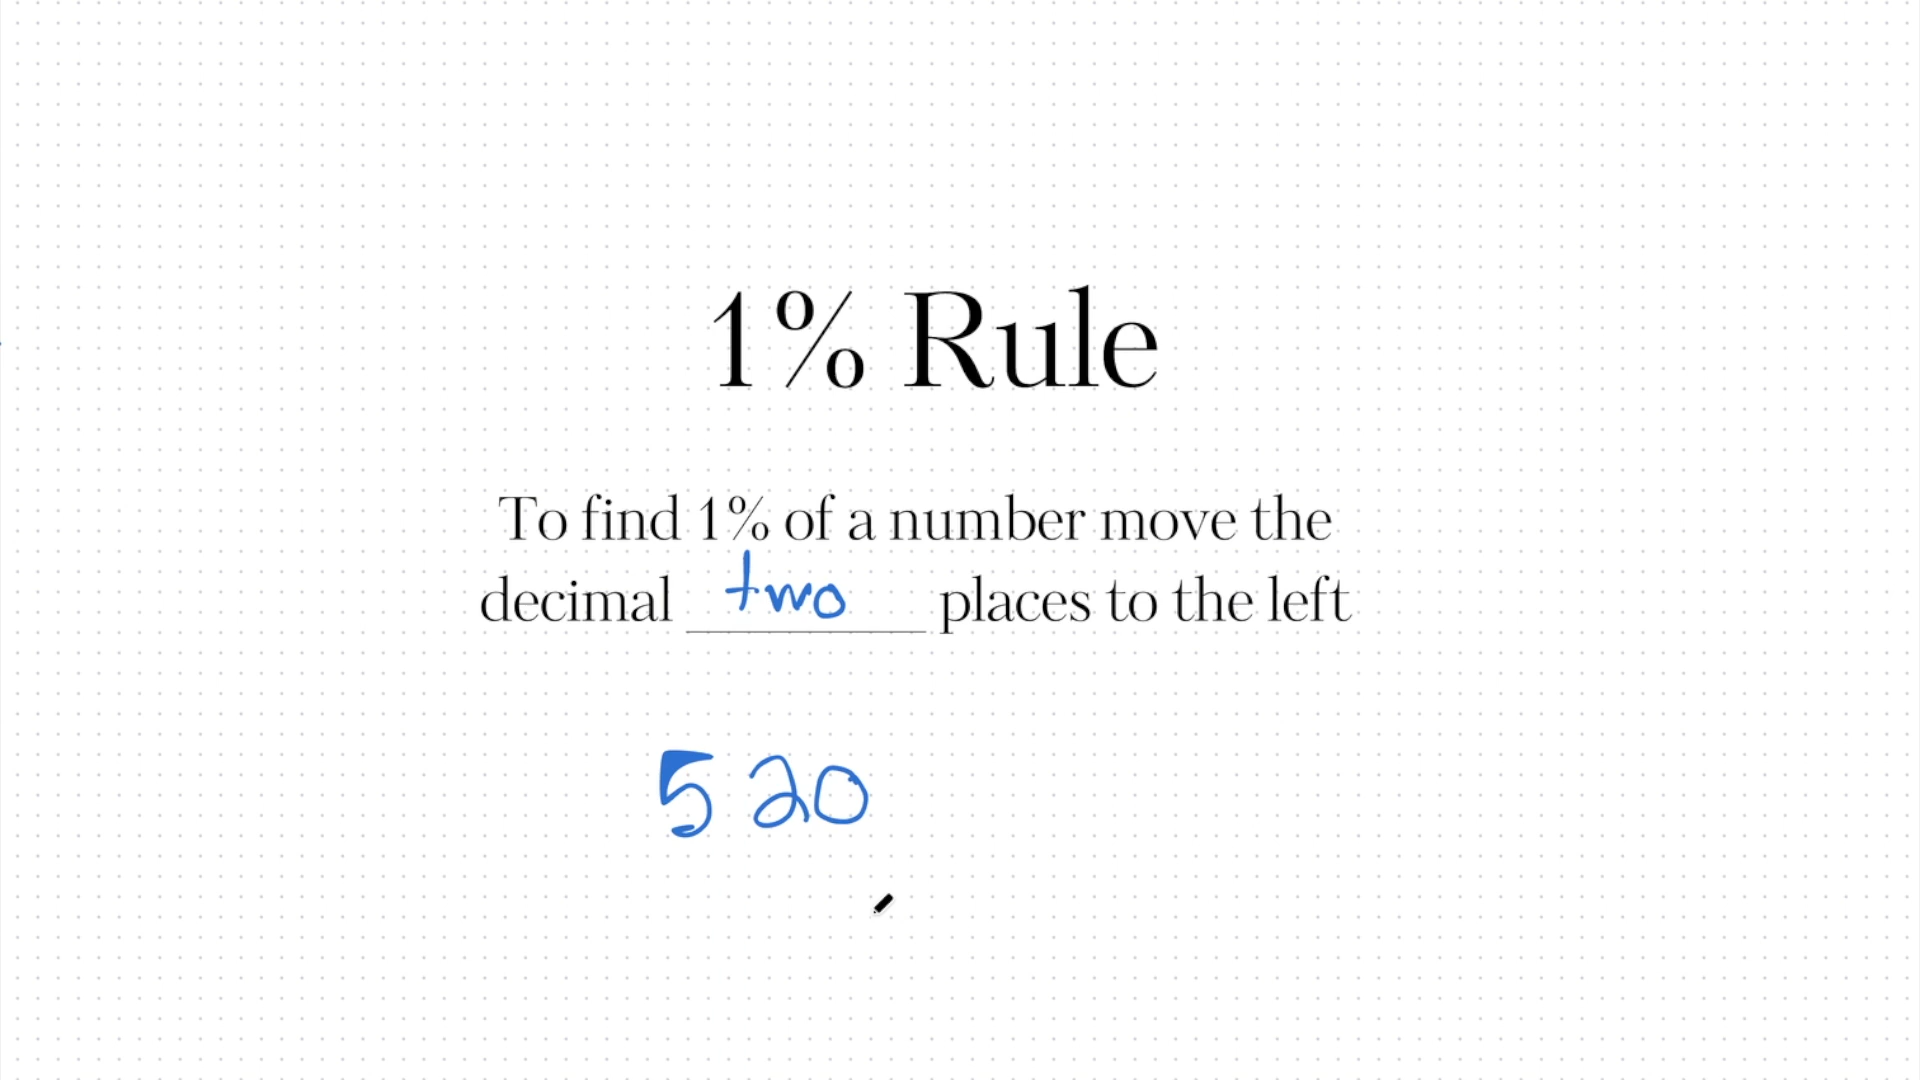 1% Rule
To find 1% of a number move the
decimal two places to the left
520